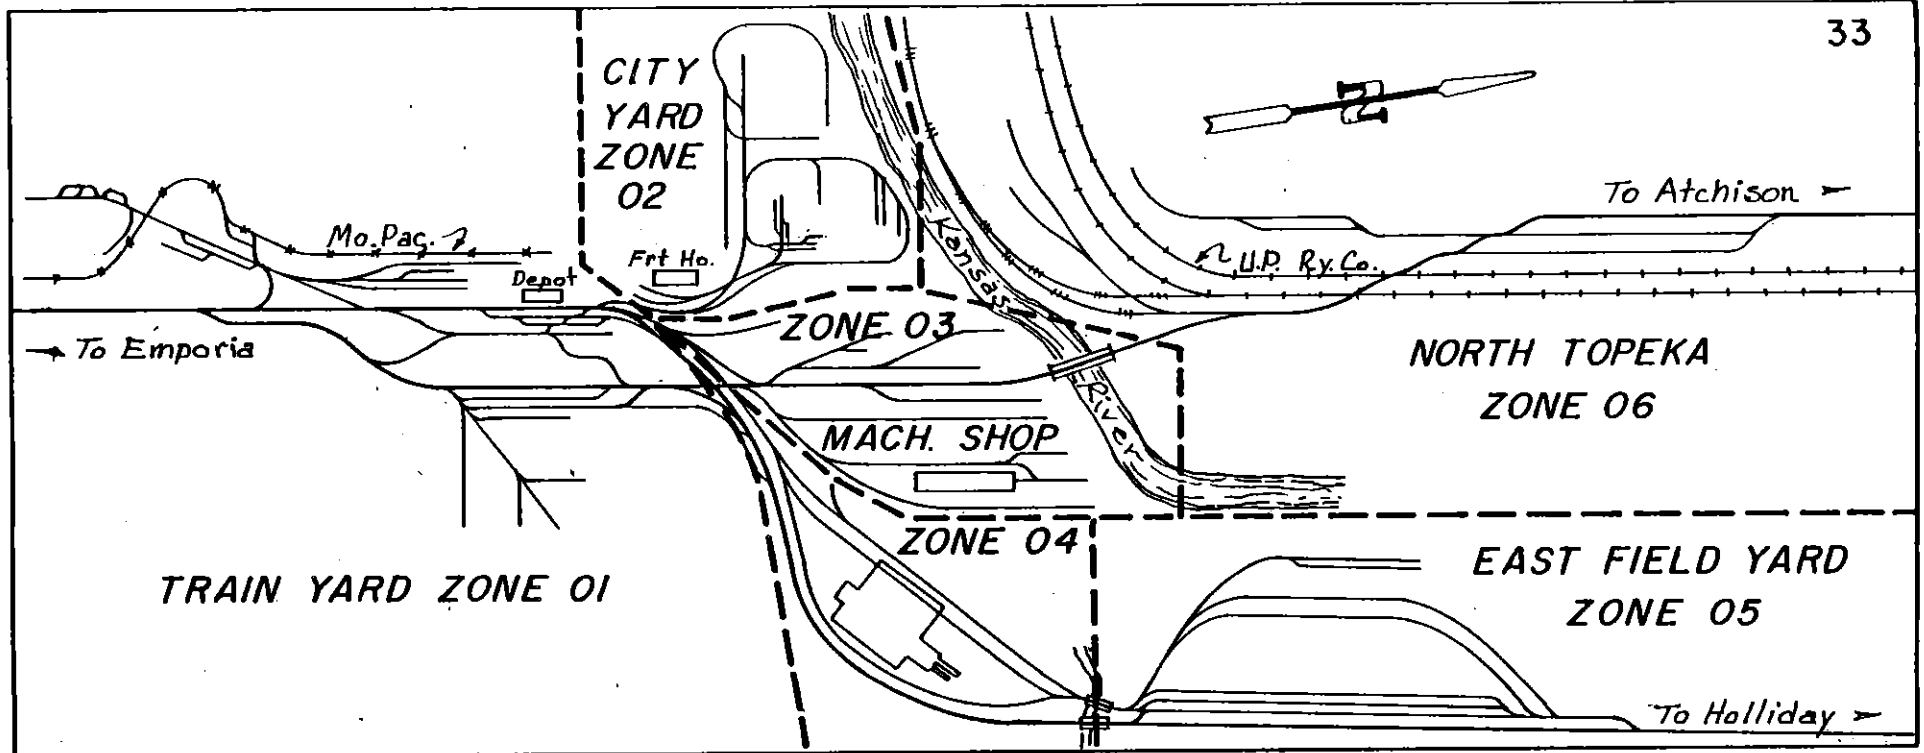 33
CITY
YARD
ZONE
02
To Atchison
Mo. Pac.
Frt Ho.
Depot
Kansas
River
U.P. Ry. Co.
ZONE 03
To Emporia
NORTH TOPEKA
ZONE 06
MACH. SHOP
ZONE 04
TRAIN YARD ZONE 01
EAST FIELD YARD
ZONE 05
To Holliday
N